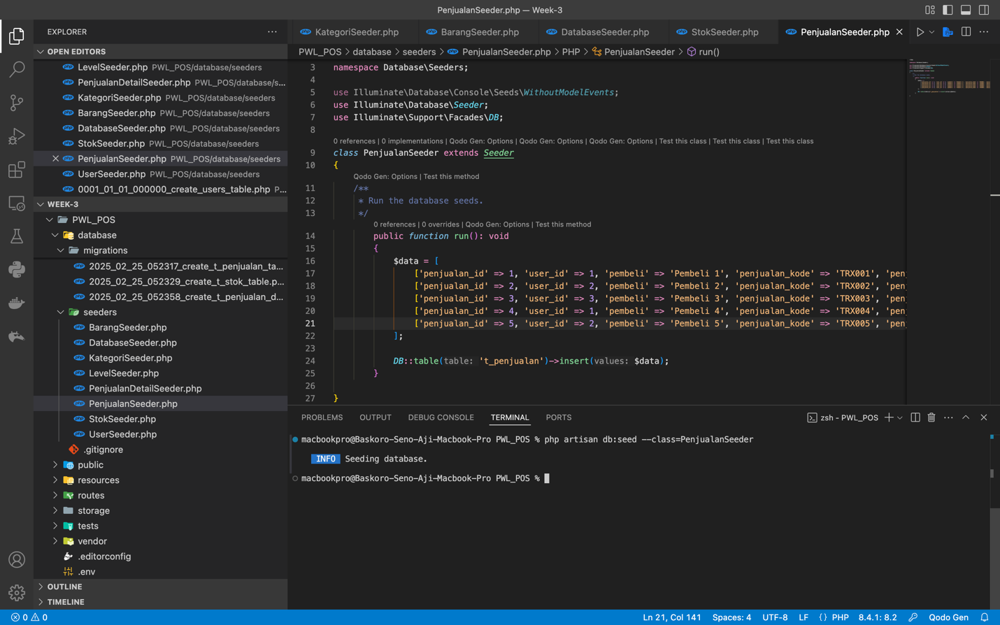 PenjualanSeeder.php — Week-3
EXPLORER
OPEN EDITORS
LevelSeeder.php PWL_POS/database/seeders
PenjualanDetailSeeder.php PWL_POS/database/s...
KategoriSeeder.php PWL_POS/database/seeders
BarangSeeder.php PWL_POS/database/seeders
DatabaseSeeder.php PWL_POS/database/seeders
StokSeeder.php PWL_POS/database/seeders
PenjualanSeeder.php PWL_POS/database/seeders
UserSeeder.php PWL_POS/database/seeders
0001_01_01_000000_create_users_table.php P...
WEEK-3
PWL_POS
database
migrations
2025_02_25_052317_create_t_penjualan_ta...
2025_02_25_052329_create_t_stok_table.p...
2025_02_25_052358_create_t_penjualan_d...
seeders
BarangSeeder.php
DatabaseSeeder.php
KategoriSeeder.php
LevelSeeder.php
PenjualanDetailSeeder.php
PenjualanSeeder.php
StokSeeder.php
UserSeeder.php
.gitignore
public
resources
routes
storage
tests
vendor
.editorconfig
.env
OUTLINE
TIMELINE
KategoriSeeder.php BarangSeeder.php DatabaseSeeder.php StokSeeder.php PenjualanSeeder.php
PWL_POS > database > seeders > PenjualanSeeder.php > PHP > PenjualanSeeder > run()
3 namespace Database\Seeders;
4
5 use Illuminate\Database\Console\Seeds\WithoutModelEvents;
6 use Illuminate\Database\Seeder;
7 use Illuminate\Support\Facades\DB;
8
0 references | 0 implementations | Qodo Gen: Options | Qodo Gen: Options | Qodo Gen: Options | Test this class | Test this class | Test this class
9 class PenjualanSeeder extends Seeder
10 {
Qodo Gen: Options | Test this method
11 /**
12 * Run the database seeds.
13 */
0 references | 0 overrides | Qodo Gen: Options | Test this method
14 public function run(): void
15 {
16 $data = [
17 ['penjualan_id' => 1, 'user_id' => 1, 'pembeli' => 'Pembeli 1', 'penjualan_kode' => 'TRX001', 'pen
18 ['penjualan_id' => 2, 'user_id' => 2, 'pembeli' => 'Pembeli 2', 'penjualan_kode' => 'TRX002', 'pen
19 ['penjualan_id' => 3, 'user_id' => 3, 'pembeli' => 'Pembeli 3', 'penjualan_kode' => 'TRX003', 'pen
20 ['penjualan_id' => 4, 'user_id' => 1, 'pembeli' => 'Pembeli 4', 'penjualan_kode' => 'TRX004', 'pen
21 ['penjualan_id' => 5, 'user_id' => 2, 'pembeli' => 'Pembeli 5', 'penjualan_kode' => 'TRX005', 'pen
22 ];
23
24 DB::table(table: 't_penjualan')->insert(values: $data);
25 }
26
27 }
PROBLEMS OUTPUT DEBUG CONSOLE TERMINAL PORTS
zsh - PWL_POS
macbookpro@Baskoro-Seno-Aji-Macbook-Pro PWL_POS % php artisan db:seed --class=PenjualanSeeder
INFO Seeding database.
macbookpro@Baskoro-Seno-Aji-Macbook-Pro PWL_POS %
0 0
Ln 21, Col 141 Spaces: 4 UTF-8 LF {} PHP 8.4.1: 8.2 Qodo Gen